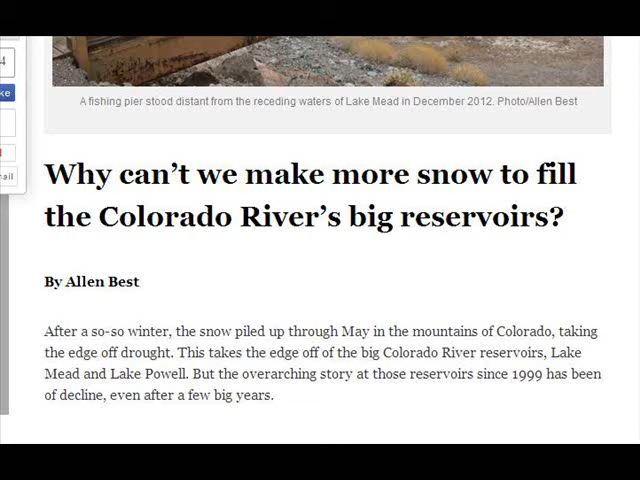 4
ke
ail
A fishing pier stood distant from the receding waters of Lake Mead in December 2012. Photo/Allen Best
Why can't we make more snow to fill
the Colorado River's big reservoirs?
By Allen Best
After a so-so winter, the snow piled up through May in the mountains of Colorado, taking
the edge off drought. This takes the edge off of the big Colorado River reservoirs, Lake
Mead and Lake Powell. But the overarching story at those reservoirs since 1999 has been
of decline, even after a few big years.